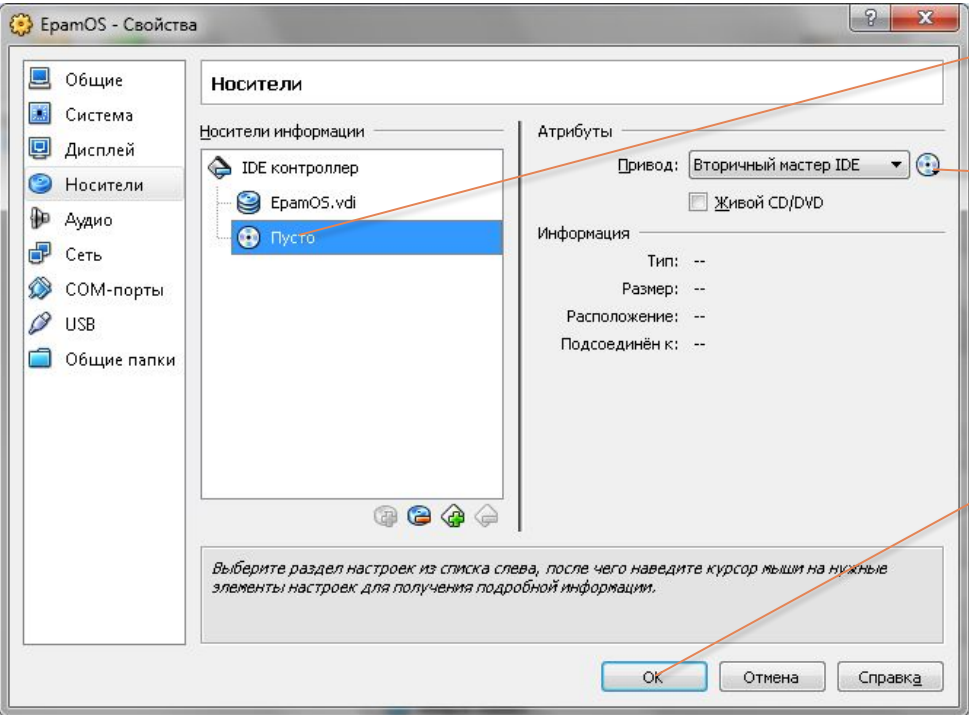 EpamOS - Свойства
Общие
Система
Дисплей
Носители
Аудио
Сеть
COM-порты
USB
Общие папки
Носители
Носители информации
IDE контроллер
EpamOS.vdi
Пусто
Атрибуты
Привод: Вторичный мастер IDE
Живой CD/DVD
Информация
Тип: --
Размер: --
Расположение: --
Подсоединён к: --
Выберите раздел настроек из списка слева, после чего наведите курсор мыши на нужные
элементы настроек для получения подробной информации.
OK
Отмена
Справка